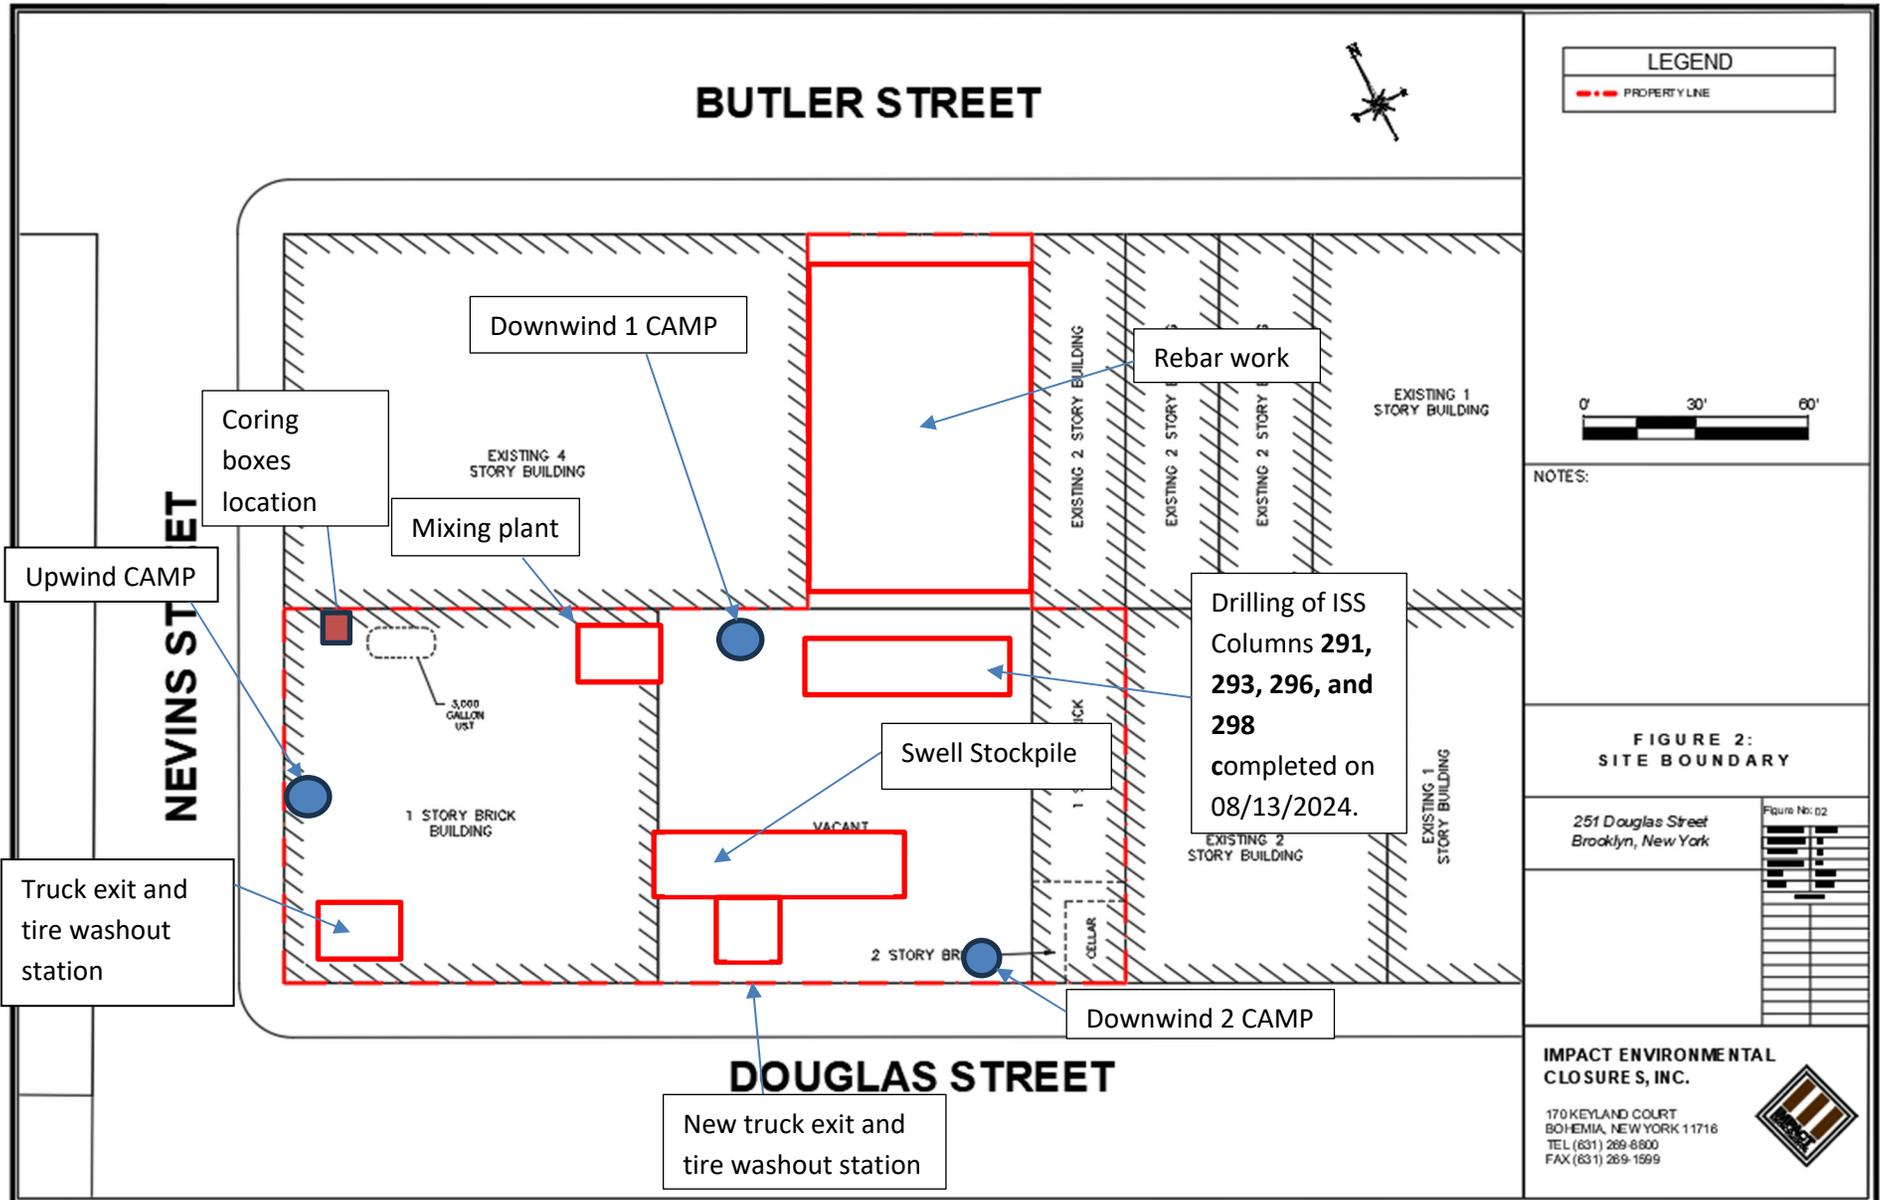 BUTLER STREET
N
LEGEND
PROPERTY LINE
Downwind 1 CAMP
Rebar work
Coring
boxes
location
EXISTING 4
STORY BUILDING
EXISTING 2 STORY BUILDING
EXISTING 2 STORY
EXISTING 2 STORY
EXISTING 1
STORY BUILDING
0' 30' 60'
NOTES:
Mixing plant
Upwind CAMP
NEVINS STREET
3,000
GALLON
UST
Drilling of ISS
Columns 291,
293, 296, and
298
completed on
08/13/2024.
Swell Stockpile
1 STORY BRICK
BUILDING
VACANT
EXISTING 2
STORY BUILDING
EXISTING 1
STORY BUILDING
FIGURE 2:
SITE BOUNDARY
251 Douglas Street
Brooklyn, New York
Figure No: 02
Truck exit and
tire washout
station
2 STORY BR
CELLAR
Downwind 2 CAMP
DOUGLAS STREET
New truck exit and
tire washout station
IMPACT ENVIRONMENTAL
CLOSURES, INC.
170 KEYLAND COURT
BOHEMIA, NEW YORK 11716
TEL (631) 269-8800
FAX (631) 269-1599
IMPACT